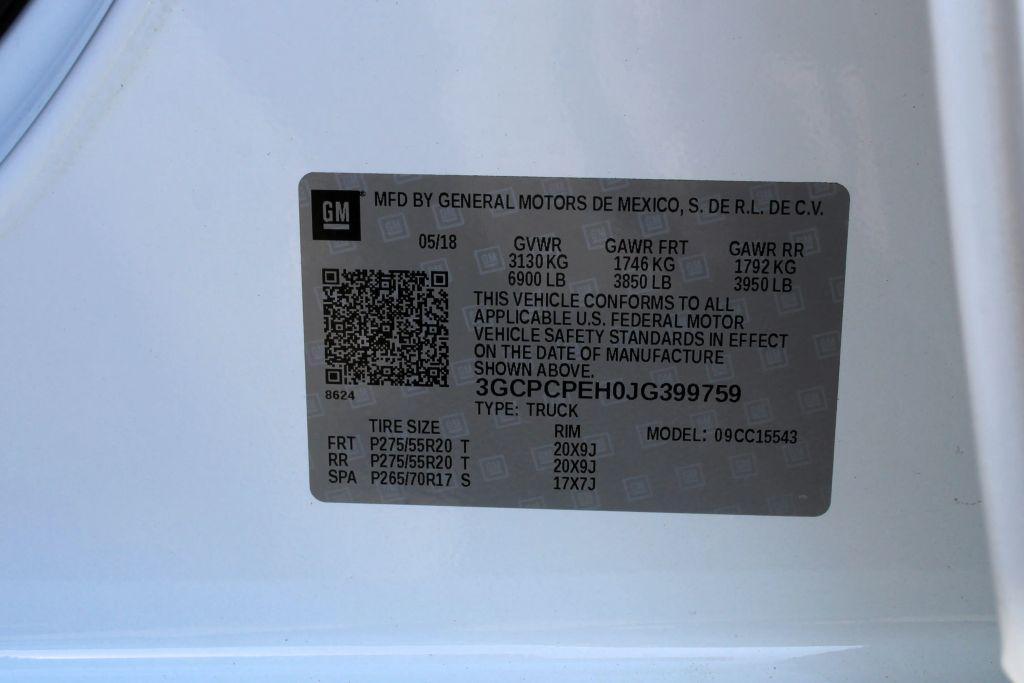 GM® MFD BY GENERAL MOTORS DE MEXICO, S. DE R.L. DE C.V.
05/18 GVWR GAWR FRT GAWR RR
3130 KG 1746 KG 1792 KG
6900 LB 3850 LB 3950 LB
THIS VEHICLE CONFORMS TO ALL
APPLICABLE U.S. FEDERAL MOTOR
VEHICLE SAFETY STANDARDS IN EFFECT
ON THE DATE OF MANUFACTURE
SHOWN ABOVE.
3GCPCPEH0JG399759
8624
TYPE: TRUCK
TIRE SIZE RIM MODEL: 09CC15543
FRT P275/55R20 T 20X9J
RR P275/55R20 T 20X9J
SPA P265/70R17 S 17X7J